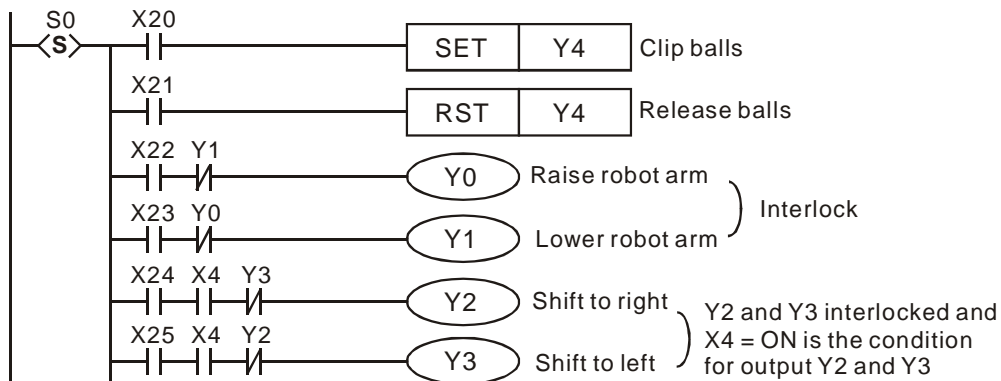 S0 X20
S SET Y4 Clip balls
X21
RST Y4 Release balls
X22 Y1
Y0 Raise robot arm
Interlock
X23 Y0
Y1 Lower robot arm
X24 X4 Y3
Y2 Shift to right
Y2 and Y3 interlocked and
X4 = ON is the condition
for output Y2 and Y3
X25 X4 Y2
Y3 Shift to left